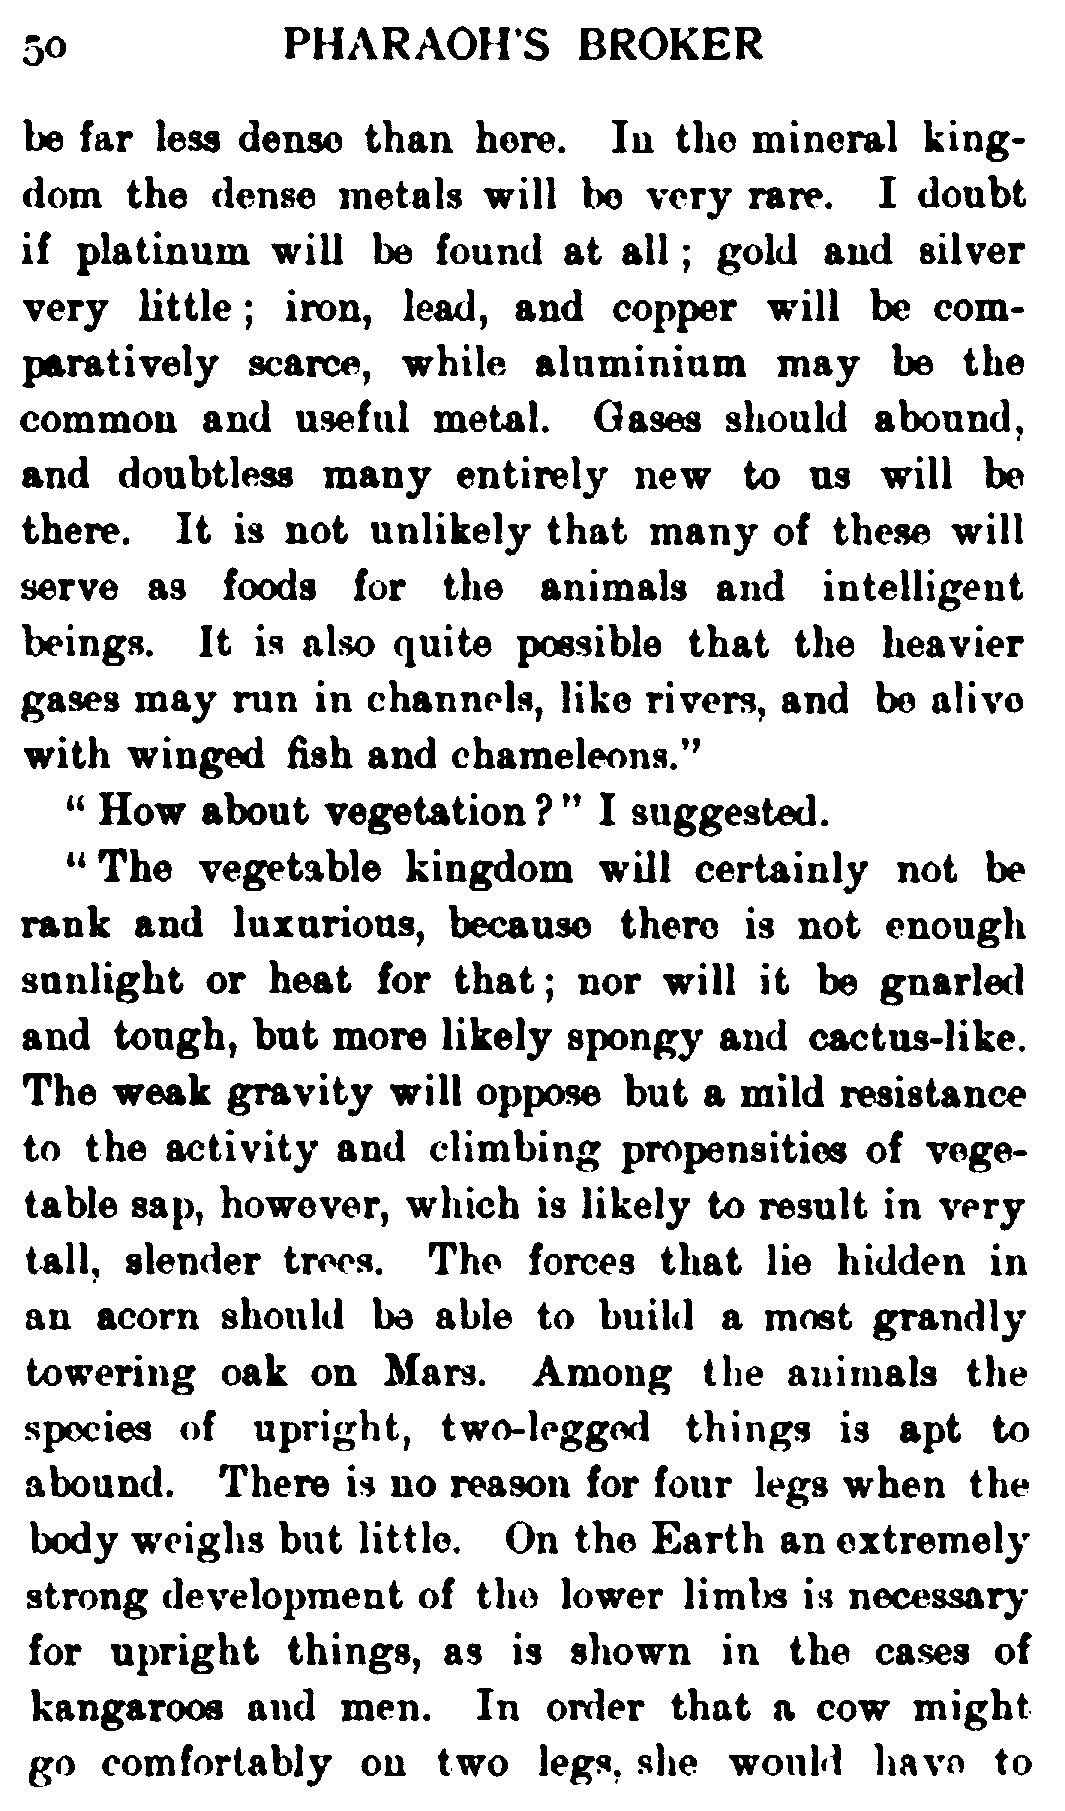 50 PHARAOH'S BROKER
be far less dense than here. In the mineral king-
dom the dense metals will be very rare. I doubt
if platinum will be found at all ; gold and silver
very little ; iron, lead, and copper will be com-
paratively scarce, while aluminium may be the
common and useful metal. Gases should abound,
and doubtless many entirely new to us will be
there. It is not unlikely that many of these will
serve as foods for the animals and intelligent
beings. It is also quite possible that the heavier
gases may run in channels, like rivers, and be alive
with winged fish and chameleons."
" How about vegetation ? " I suggested.
" The vegetable kingdom will certainly not be
rank and luxurious, because there is not enough
sunlight or heat for that ; nor will it be gnarled
and tough, but more likely spongy and cactus-like.
The weak gravity will oppose but a mild resistance
to the activity and climbing propensities of vege-
table sap, however, which is likely to result in very
tall, slender trees. The forces that lie hidden in
an acorn should be able to build a most grandly
towering oak on Mars. Among the animals the
species of upright, two-legged things is apt to
abound. There is no reason for four legs when the
body weighs but little. On the Earth an extremely
strong development of the lower limbs is necessary
for upright things, as is shown in the cases of
kangaroos and men. In order that a cow might
go comfortably on two legs, she would have to